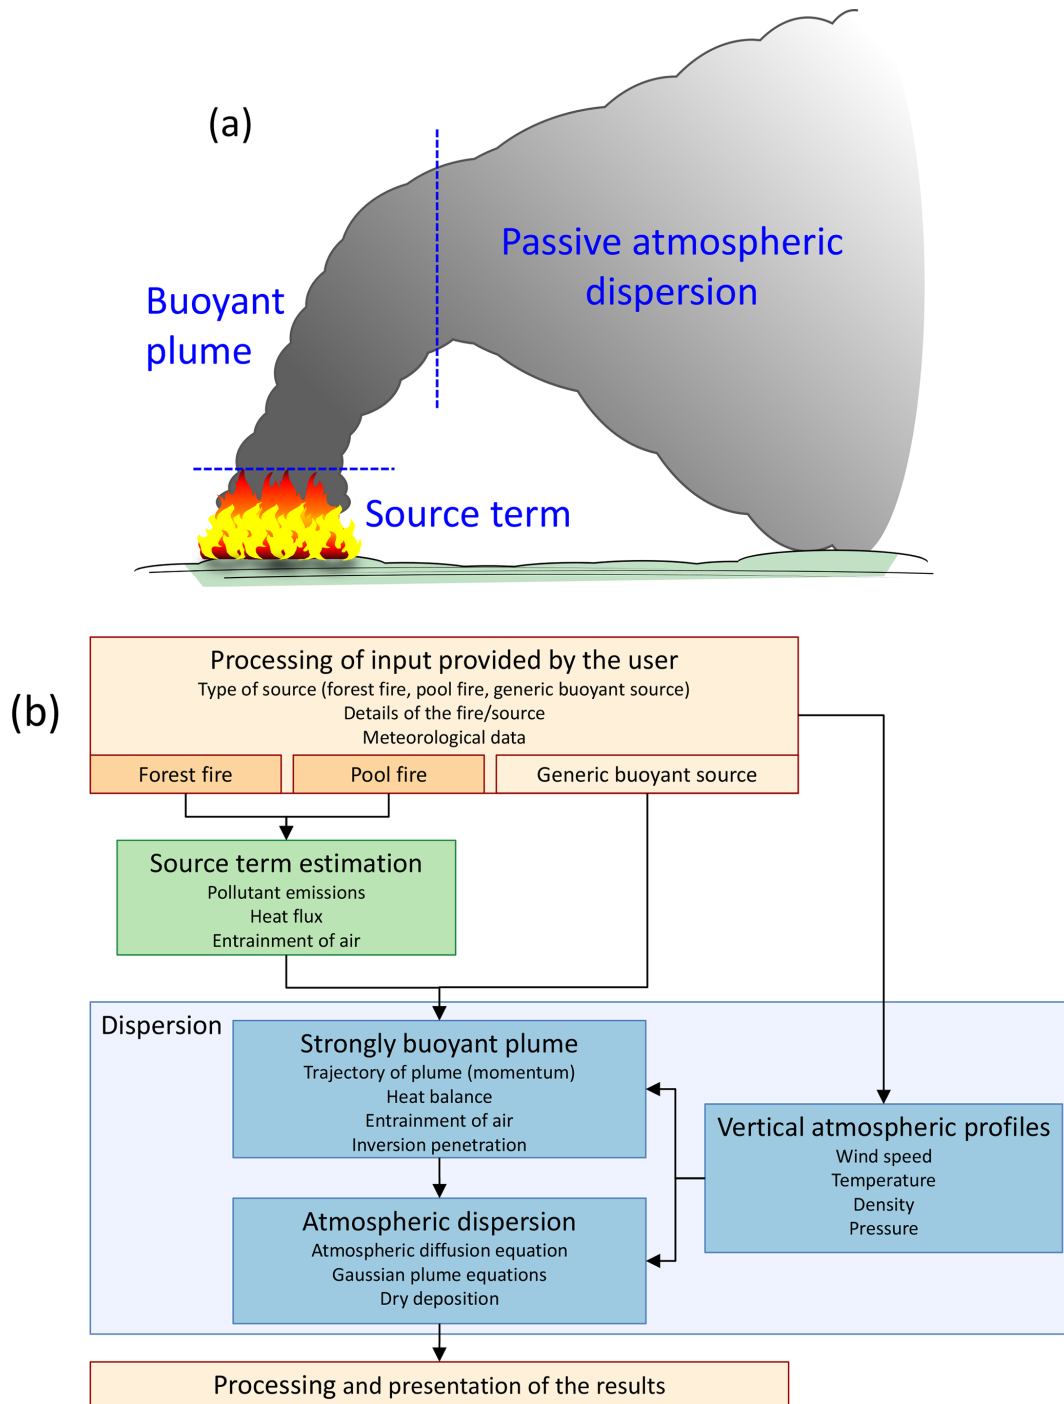 (a)
Passive atmospheric
dispersion
Buoyant
plume
Source term
(b)
Processing of input provided by the user
Type of source (forest fire, pool fire, generic buoyant source)
Details of the fire/source
Meteorological data
Forest fire
Pool fire
Generic buoyant source
Source term estimation
Pollutant emissions
Heat flux
Entrainment of air
Dispersion
Strongly buoyant plume
Trajectory of plume (momentum)
Heat balance
Entrainment of air
Inversion penetration
Vertical atmospheric profiles
Wind speed
Temperature
Density
Pressure
Atmospheric dispersion
Atmospheric diffusion equation
Gaussian plume equations
Dry deposition
Processing and presentation of the results